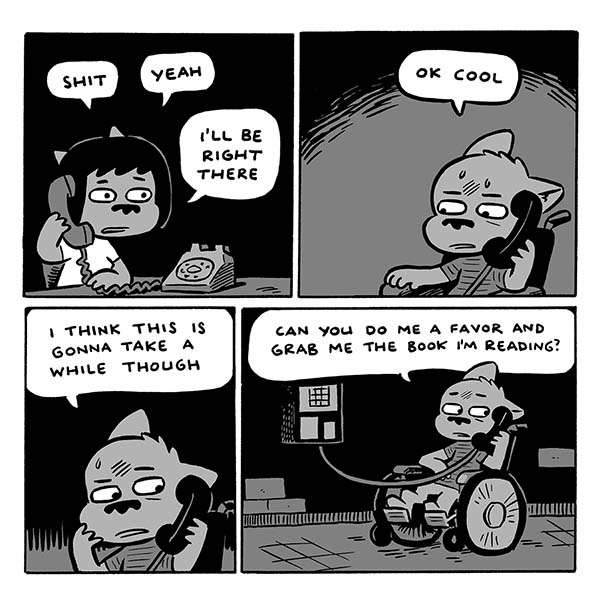 SHIT
YEAH
I'LL BE
RIGHT
THERE
OK COOL
I THINK THIS IS
GONNA TAKE A
WHILE THOUGH
CAN YOU DO ME A FAVOR AND
GRAB ME THE BOOK I'M READING?